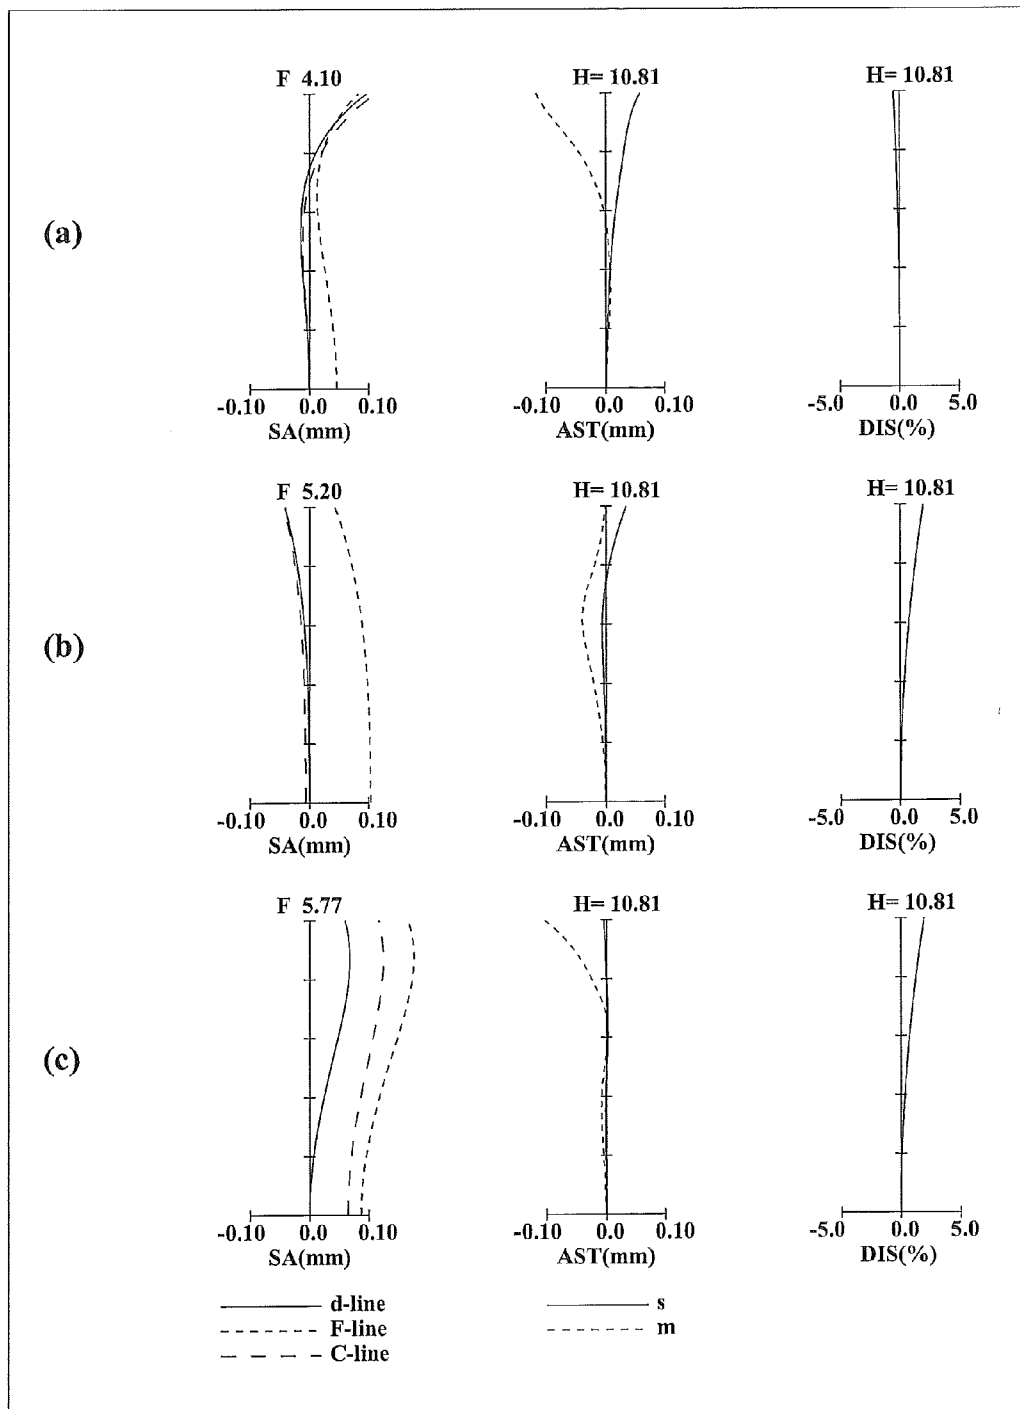 F 4.10 H= 10.81 H= 10.81
(a)
-0.10 0.0 0.10 -0.10 0.0 0.10 -5.0 0.0 5.0
SA(mm) AST(mm) DIS(%)
F 5.20 H= 10.81 H= 10.81
(b)
-0.10 0.0 0.10 -0.10 0.0 0.10 -5.0 0.0 5.0
SA(mm) AST(mm) DIS(%)
F 5.77 H= 10.81 H= 10.81
(c)
-0.10 0.0 0.10 -0.10 0.0 0.10 -5.0 0.0 5.0
SA(mm) AST(mm) DIS(%)
d-line s
F-line m
C-line